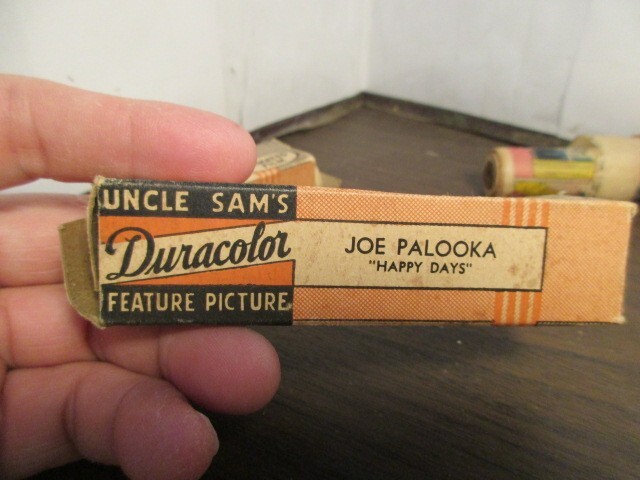 UNCLE SAM'S
Duracolor
FEATURE PICTURE
JOE PALOOKA
"HAPPY DAYS"